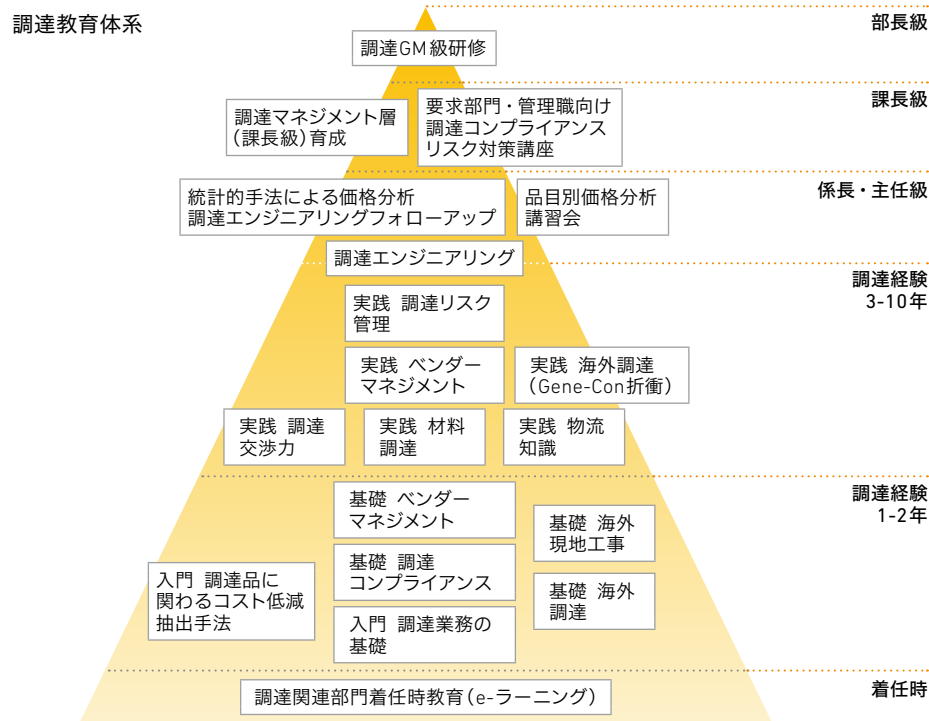 調達教育体系
部長級
調達GM級研修
課長級
調達マネジメント層
(課長級)育成
要求部門・管理職向け
調達コンプライアンス
リスク対策講座
係長・主任級
統計的手法による価格分析
調達エンジニアリングフォローアップ
品目別価格分析
講習会
調達エンジニアリング
調達経験
3-10年
実践 調達リスク
管理
実践 ベンダー
マネジメント
実践 海外調達
(Gene-Con折衝)
実践 調達
交渉力
実践 材料
調達
実践 物流
知識
調達経験
1-2年
基礎 ベンダー
マネジメント
基礎 海外
現地工事
基礎 調達
コンプライアンス
入門 調達品に
関わるコスト低減
抽出手法
基礎 海外
調達
入門 調達業務の
基礎
着任時
調達関連部門着任時教育(e-ラーニング)